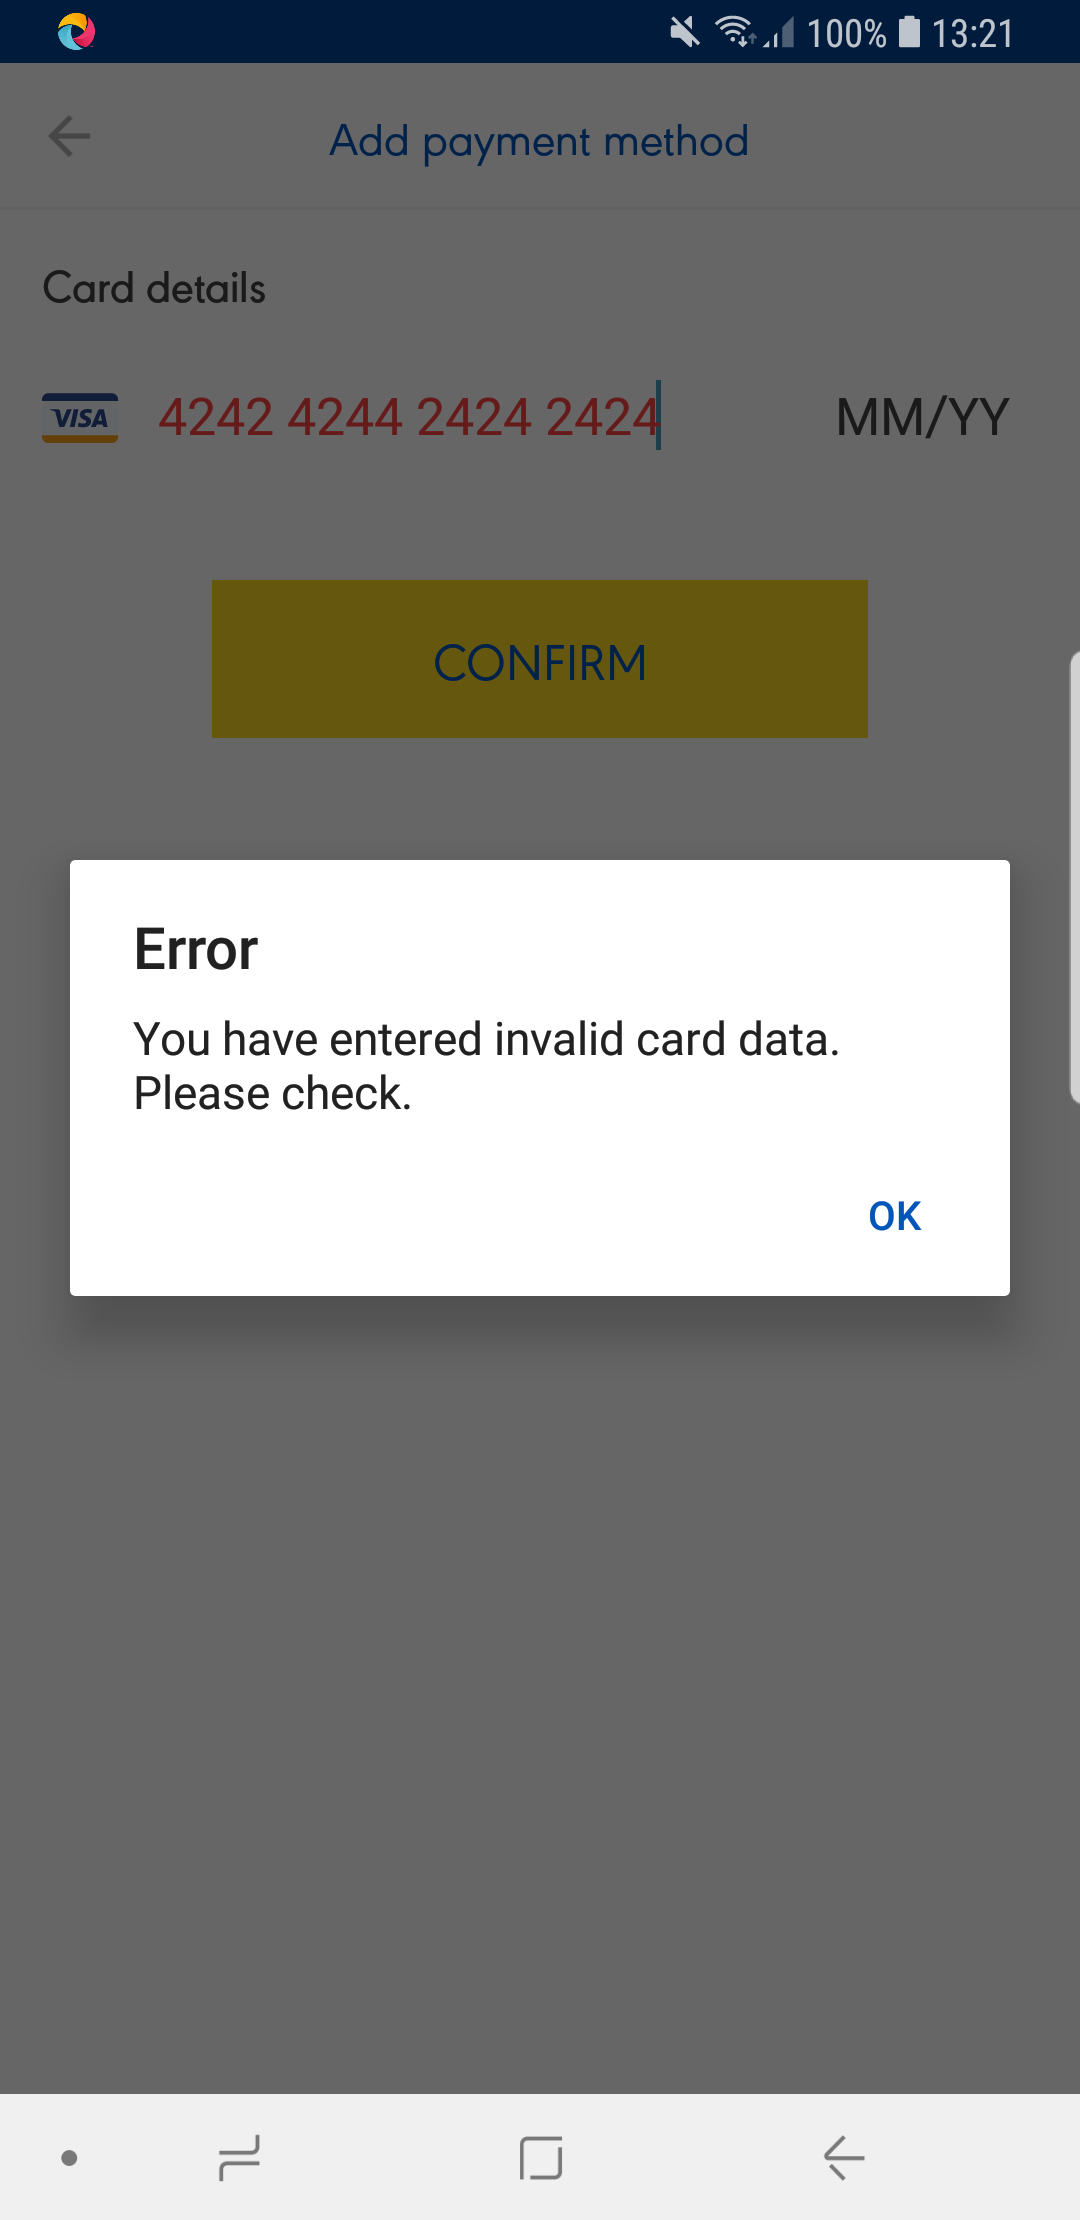 100% 13:21
Add payment method
Card details
VISA 4242 4244 2424 2424 MM/YY
CONFIRM
Error
You have entered invalid card data.
Please check.
OK